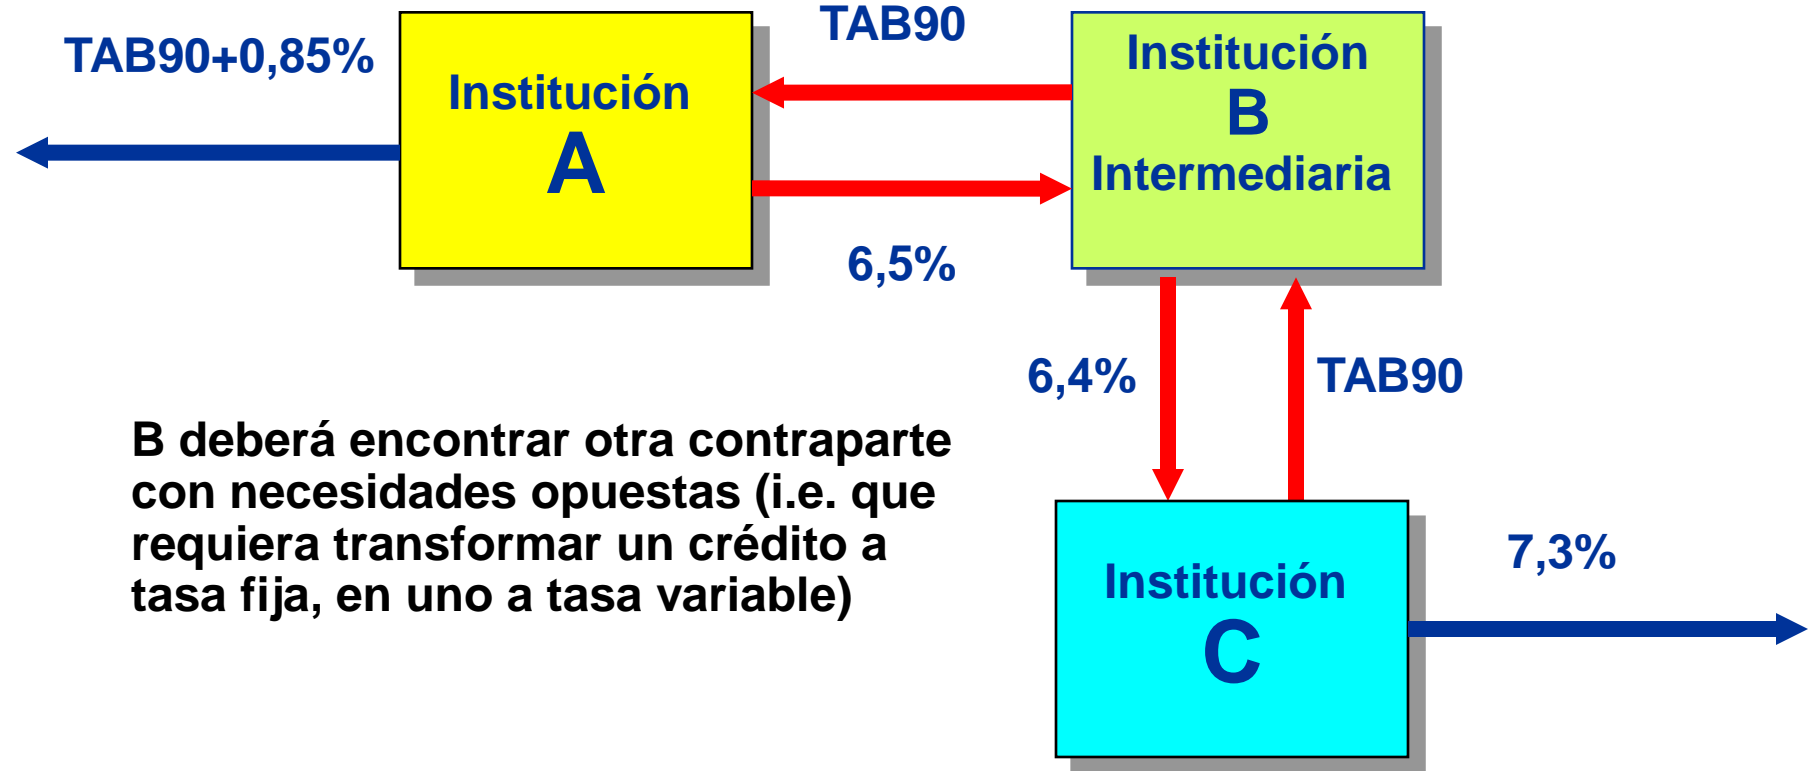 TAB90+0,85%
Institución
A
TAB90
6,5%
Institución
B
Intermediaria
6,4%
TAB90
B deberá encontrar otra contraparte
con necesidades opuestas (i.e. que
requiera transformar un crédito a
tasa fija, en uno a tasa variable)
Institución
C
7,3%